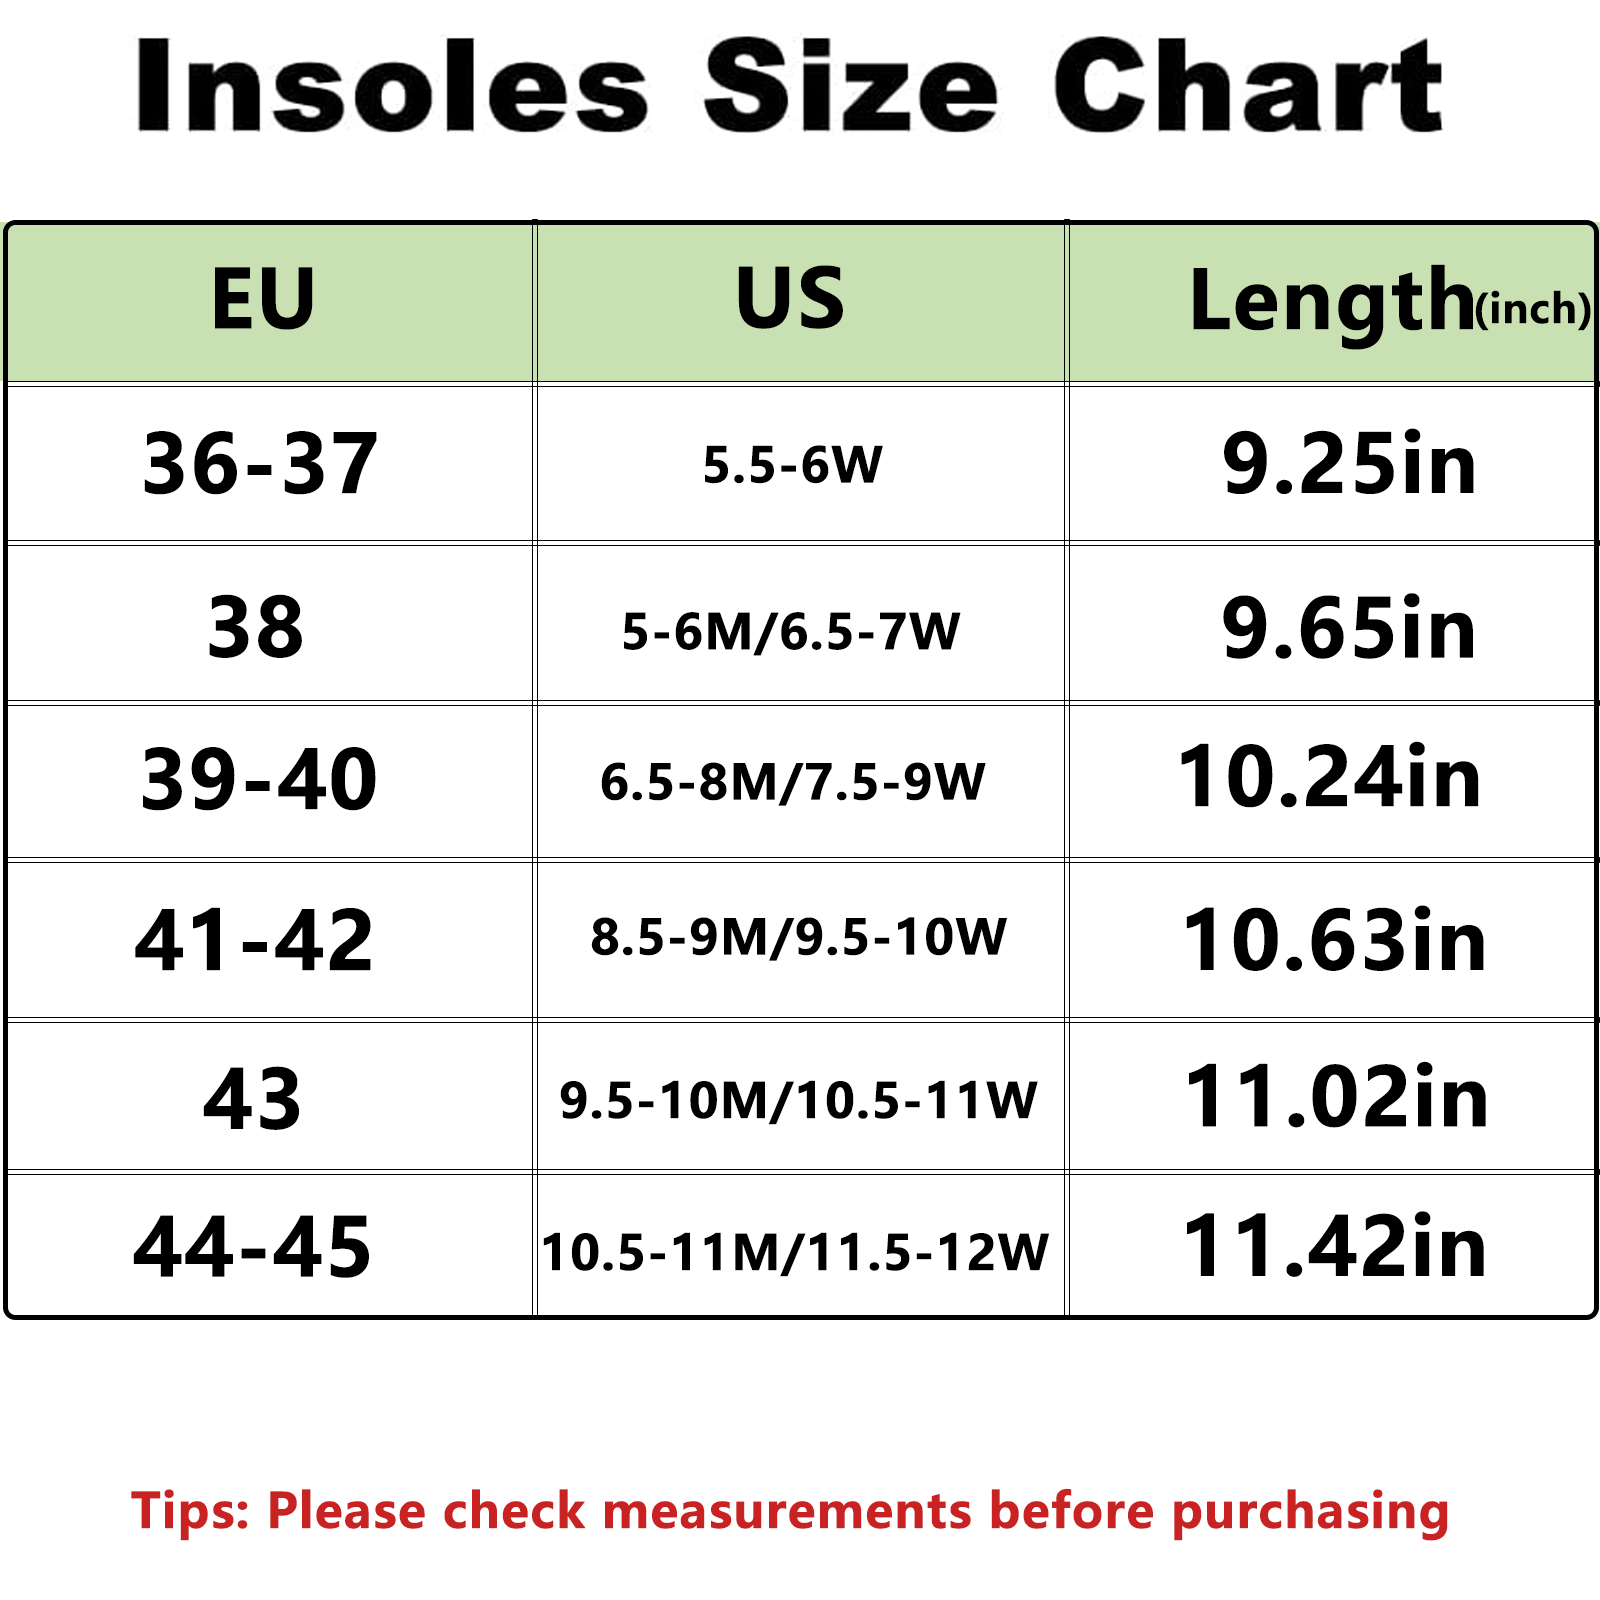 Insoles Size Chart
EU US Length(inch)
36-37 5.5-6W 9.25in
38 5-6M/6.5-7W 9.65in
39-40 6.5-8M/7.5-9W 10.24in
41-42 8.5-9M/9.5-10W 10.63in
43 9.5-10M/10.5-11W 11.02in
44-45 10.5-11M/11.5-12W 11.42in
Tips: Please check measurements before purchasing